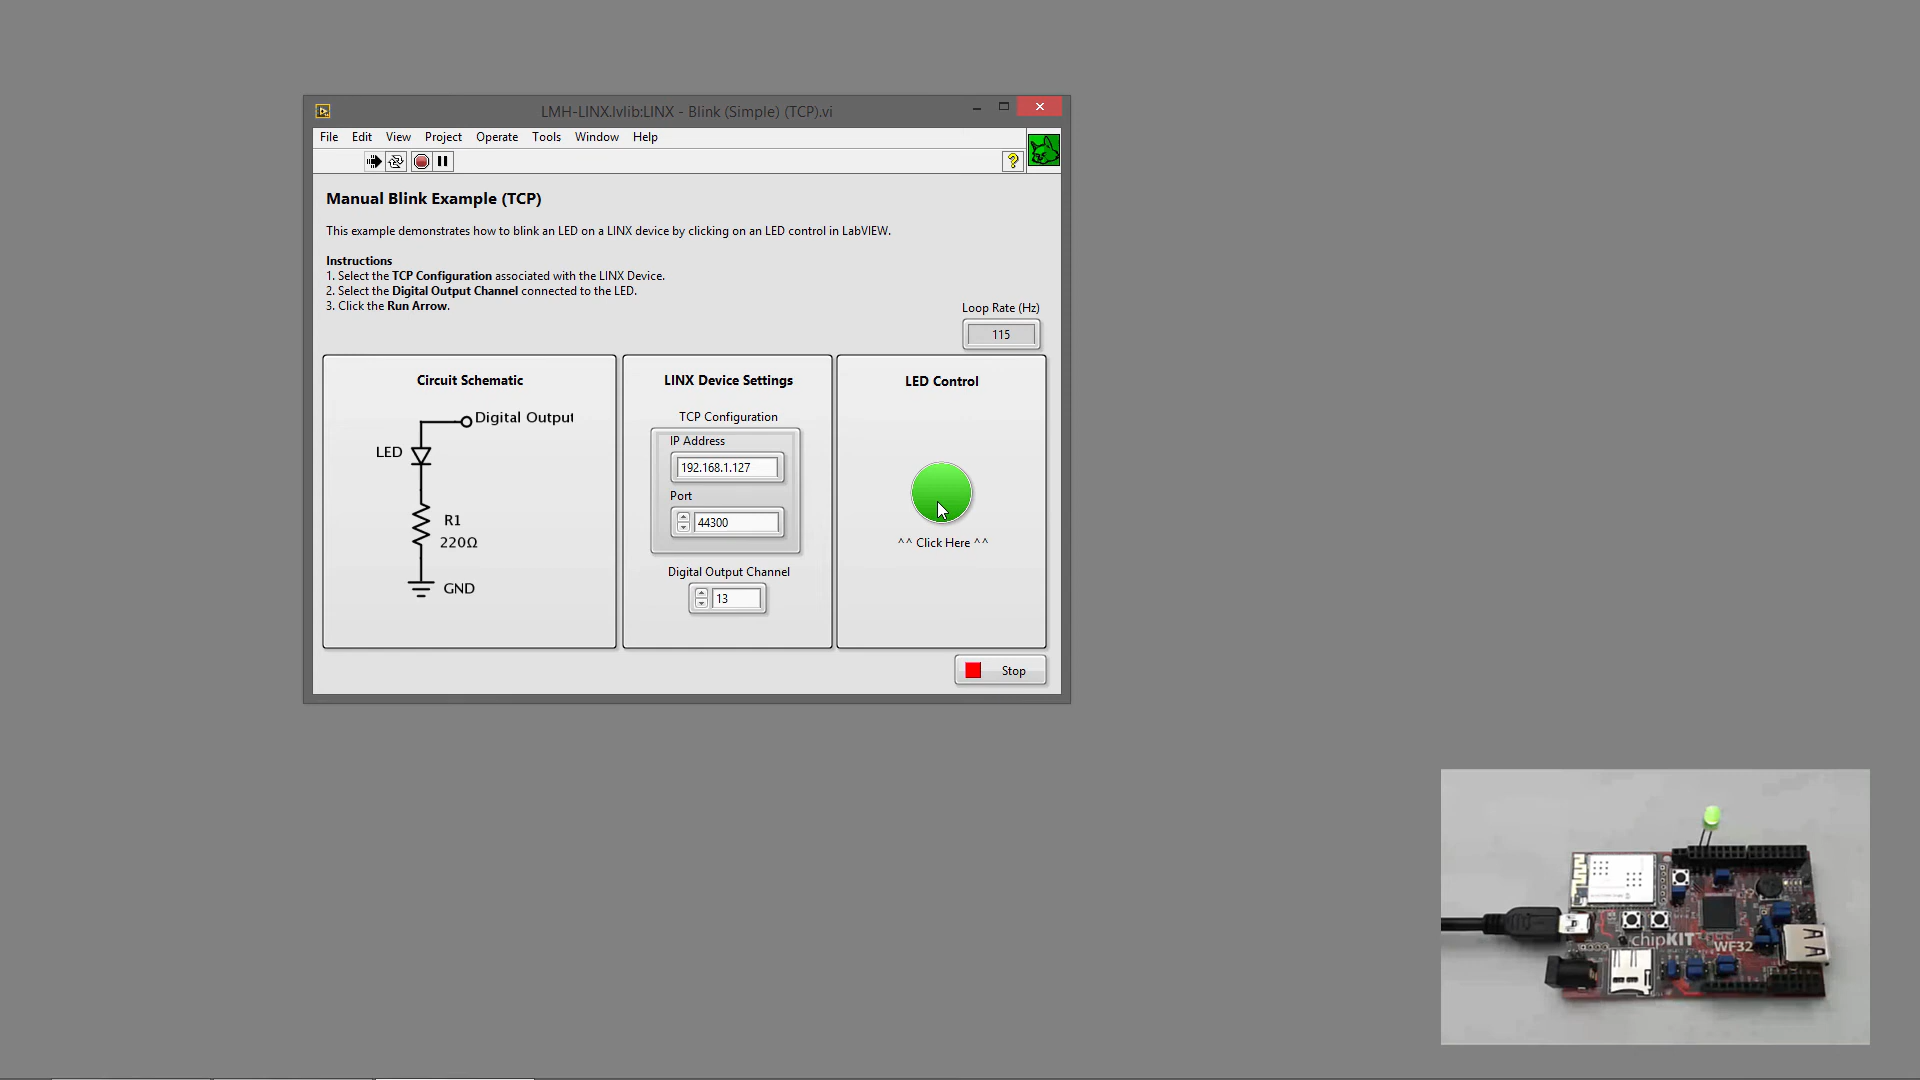 LMH-LINX.lvlib:LINX - Blink (Simple) (TCP).vi
File Edit View Project Operate Tools Window Help
?
Manual Blink Example (TCP)
This example demonstrates how to blink an LED on a LINX device by clicking on an LED control in LabVIEW.
Instructions
1. Select the TCP Configuration associated with the LINX Device.
2. Select the Digital Output Channel connected to the LED.
3. Click the Run Arrow.
Loop Rate (Hz)
115
Circuit Schematic
Digital Output
LED
R1
220Ω
GND
LINX Device Settings
TCP Configuration
IP Address
192.168.1.127
Port
44300
Digital Output Channel
13
LED Control
^^ Click Here ^^
Stop
chipKIT
WF32